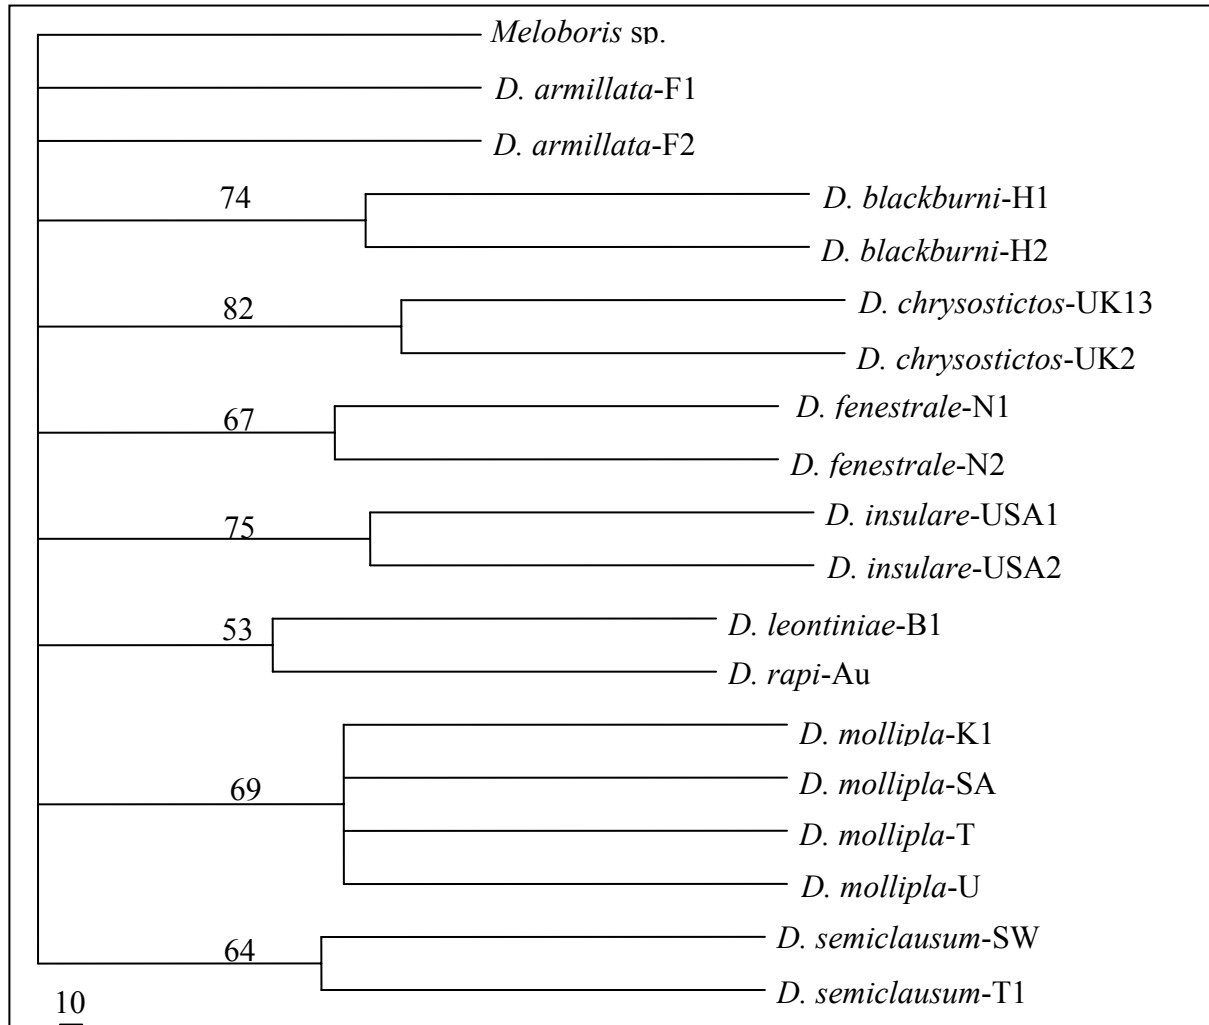 Meloboris sp.
D. armillata-F1
D. armillata-F2
74
D. blackburni-H1
D. blackburni-H2
82
D. chrysostictos-UK13
D. chrysostictos-UK2
67
D. fenestrale-N1
D. fenestrale-N2
75
D. insulare-USA1
D. insulare-USA2
53
D. leontiniae-B1
D. rapi-Au
69
D. mollipla-K1
D. mollipla-SA
D. mollipla-T
D. mollipla-U
64
D. semiclausum-SW
D. semiclausum-T1
10